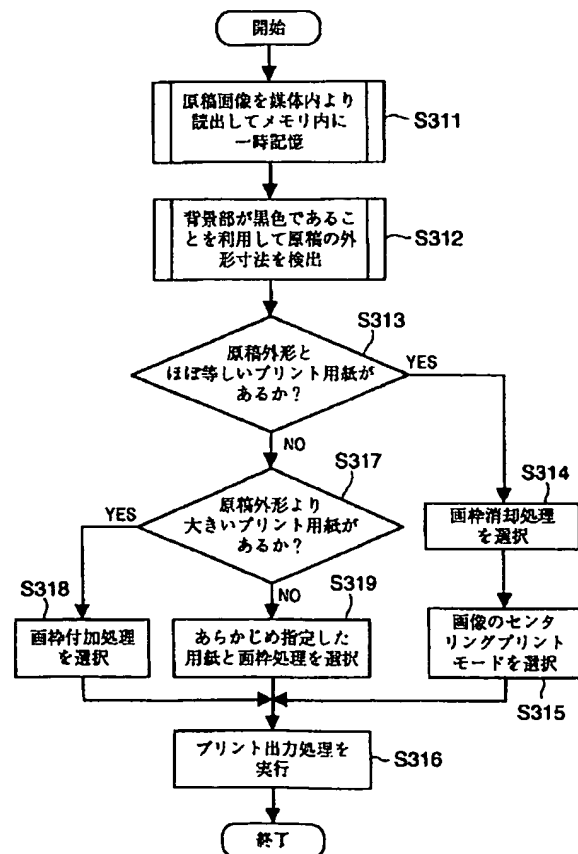 開始
原稿画像を媒体内より
読出してメモリ内に
一時記憶
S311
背景部が黒色であるこ
とを利用して原稿の外
形寸法を検出
S312
S313
原稿外形と
ほぼ等しいプリント用紙が
あるか?
YES
NO
S317
原稿外形より
大きいプリント用紙が
あるか?
YES
NO
S314
画枠消却処理
を選択
S318
画枠付加処理
を選択
S319
あらかじめ指定した
用紙と画枠処理を選択
画像のセンタ
リングプリント
モードを選択
S315
プリント出力処理を
実行
S316
終了